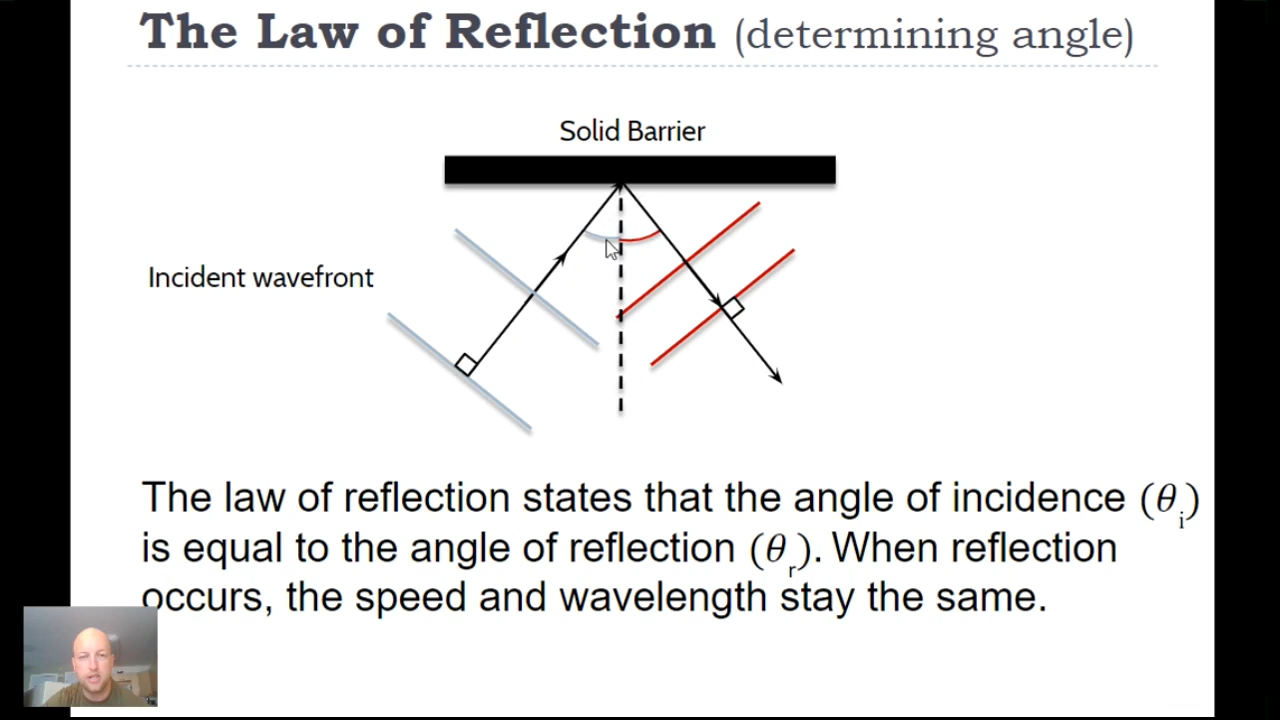 The Law of Reflection (determining angle)
Solid Barrier
Incident wavefront
The law of reflection states that the angle of incidence (θi)
is equal to the angle of reflection (θr). When reflection
occurs, the speed and wavelength stay the same.